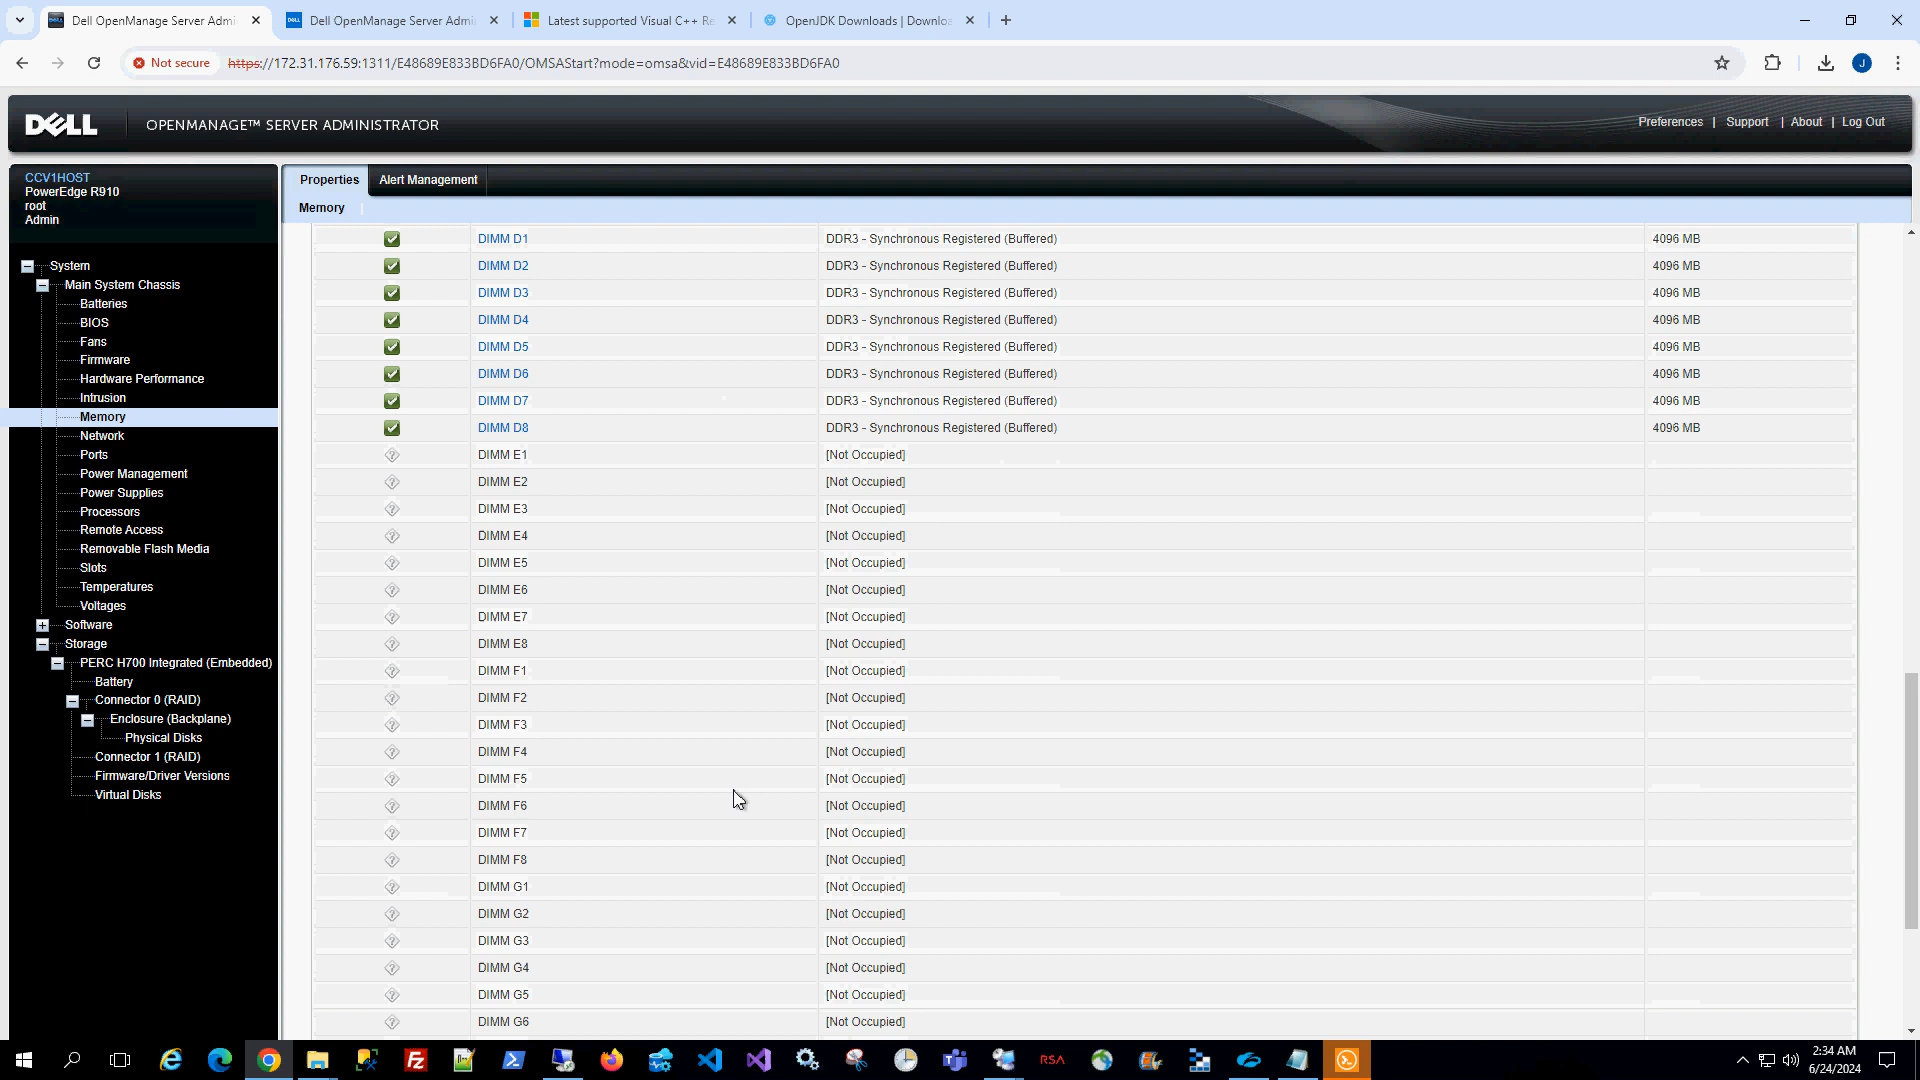 Dell OpenManage Server Admin
Dell OpenManage Server Admin
Latest supported Visual C++ Re
OpenJDK Downloads | Downloa
Not secure
https://172.31.176.59:1311/E48689E833BD6FA0/OMSAStart?mode=omsa&vid=E48689E833BD6FA0
J
DELL
OPENMANAGE™ SERVER ADMINISTRATOR
Preferences | Support | About | Log Out
CCV1HOST
PowerEdge R910
root
Admin
System
Main System Chassis
Batteries
BIOS
Fans
Firmware
Hardware Performance
Intrusion
Memory
Network
Ports
Power Management
Power Supplies
Processors
Remote Access
Removable Flash Media
Slots
Temperatures
Voltages
Software
Storage
PERC H700 Integrated (Embedded)
Battery
Connector 0 (RAID)
Enclosure (Backplane)
Physical Disks
Connector 1 (RAID)
Firmware/Driver Versions
Virtual Disks
Properties
Alert Management
Memory
DIMM D1 DDR3 - Synchronous Registered (Buffered) 4096 MB
DIMM D2 DDR3 - Synchronous Registered (Buffered) 4096 MB
DIMM D3 DDR3 - Synchronous Registered (Buffered) 4096 MB
DIMM D4 DDR3 - Synchronous Registered (Buffered) 4096 MB
DIMM D5 DDR3 - Synchronous Registered (Buffered) 4096 MB
DIMM D6 DDR3 - Synchronous Registered (Buffered) 4096 MB
DIMM D7 DDR3 - Synchronous Registered (Buffered) 4096 MB
DIMM D8 DDR3 - Synchronous Registered (Buffered) 4096 MB
DIMM E1 [Not Occupied]
DIMM E2 [Not Occupied]
DIMM E3 [Not Occupied]
DIMM E4 [Not Occupied]
DIMM E5 [Not Occupied]
DIMM E6 [Not Occupied]
DIMM E7 [Not Occupied]
DIMM E8 [Not Occupied]
DIMM F1 [Not Occupied]
DIMM F2 [Not Occupied]
DIMM F3 [Not Occupied]
DIMM F4 [Not Occupied]
DIMM F5 [Not Occupied]
DIMM F6 [Not Occupied]
DIMM F7 [Not Occupied]
DIMM F8 [Not Occupied]
DIMM G1 [Not Occupied]
DIMM G2 [Not Occupied]
DIMM G3 [Not Occupied]
DIMM G4 [Not Occupied]
DIMM G5 [Not Occupied]
DIMM G6 [Not Occupied]
RSA
2:34 AM
6/24/2024